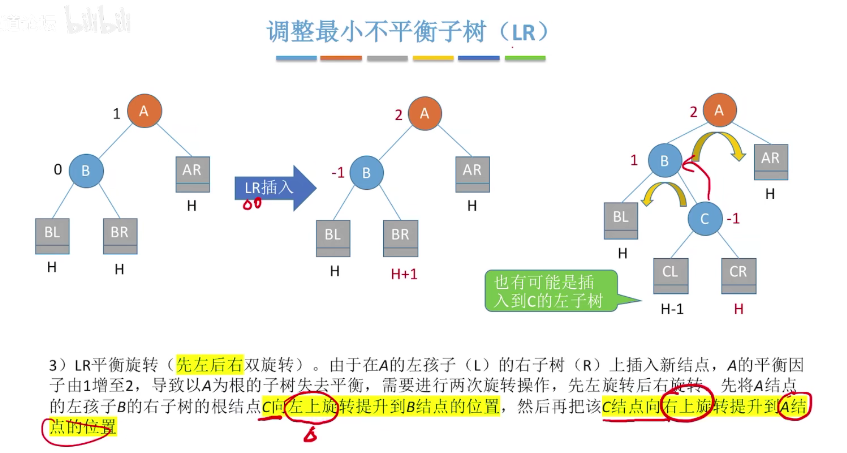 bilibili
调整最小不平衡子树（LR）
1 A 2 A 2 A
0 B AR -1 B AR 1 B AR
LR插入
H H H
BL BR BL BR BL C -1
H H H H+1 H
CL CR
也有可能是插
入到C的左子树
H-1 H
3）LR平衡旋转（先左后右双旋转）。由于在A的左孩子（L）的右子树（R）上插入新结点，A的平衡因
子由1增至2，导致以A为根的子树失去平衡，需要进行两次旋转操作，先左旋转后右旋转。先将A结点
的左孩子B的右子树的根结点C向左上旋转提升到B结点的位置，然后再把该C结点向右上旋转提升到A结
点的位置